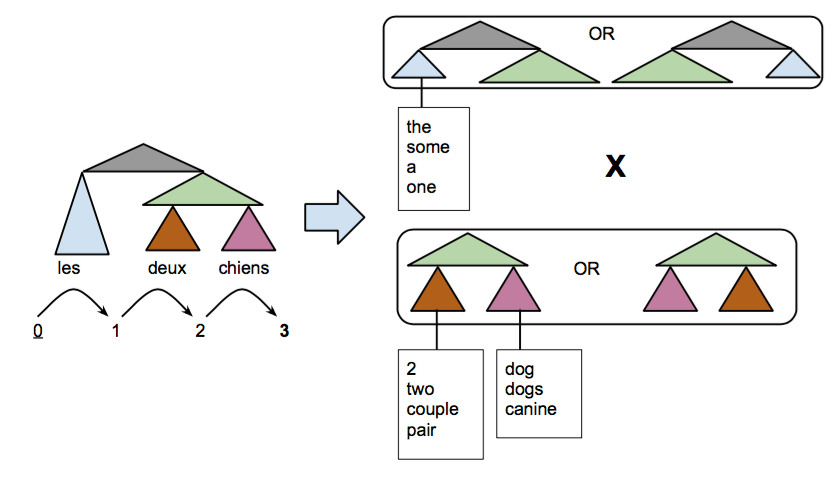 OR
the
some
a
one
X
les deux chiens
0 1 2 3
OR
2
two
couple
pair
dog
dogs
canine